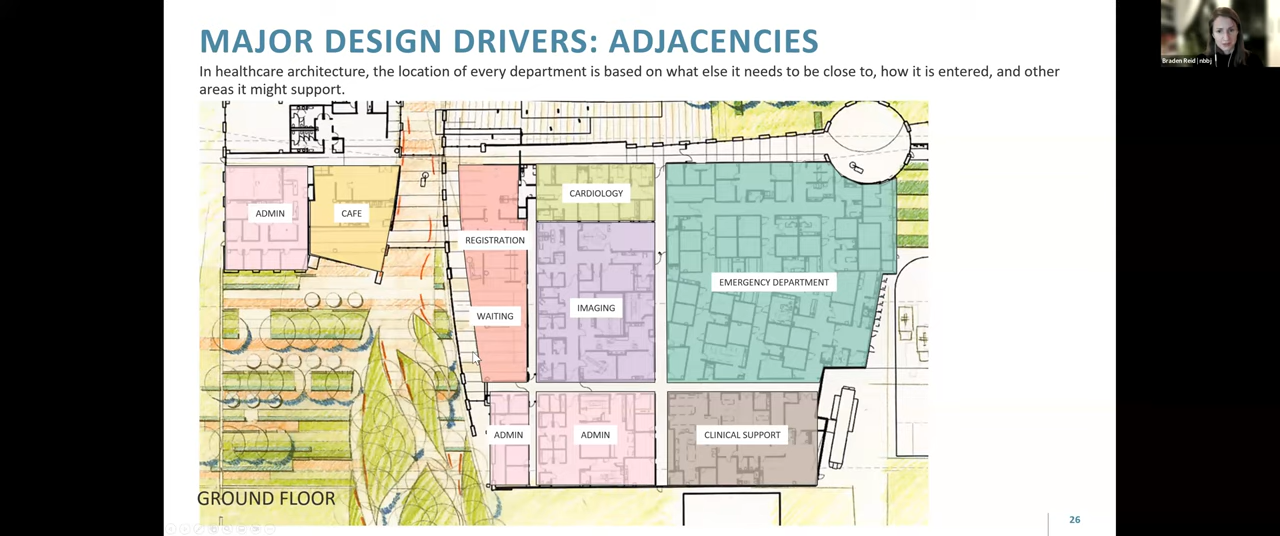 MAJOR DESIGN DRIVERS: ADJACENCIES
In healthcare architecture, the location of every department is based on what else it needs to be close to, how it is entered, and other
areas it might support.
Braden Reid | nbbj
CARDIOLOGY
ADMIN
CAFE
REGISTRATION
EMERGENCY DEPARTMENT
IMAGING
WAITING
ADMIN
ADMIN
CLINICAL SUPPORT
GROUND FLOOR
26